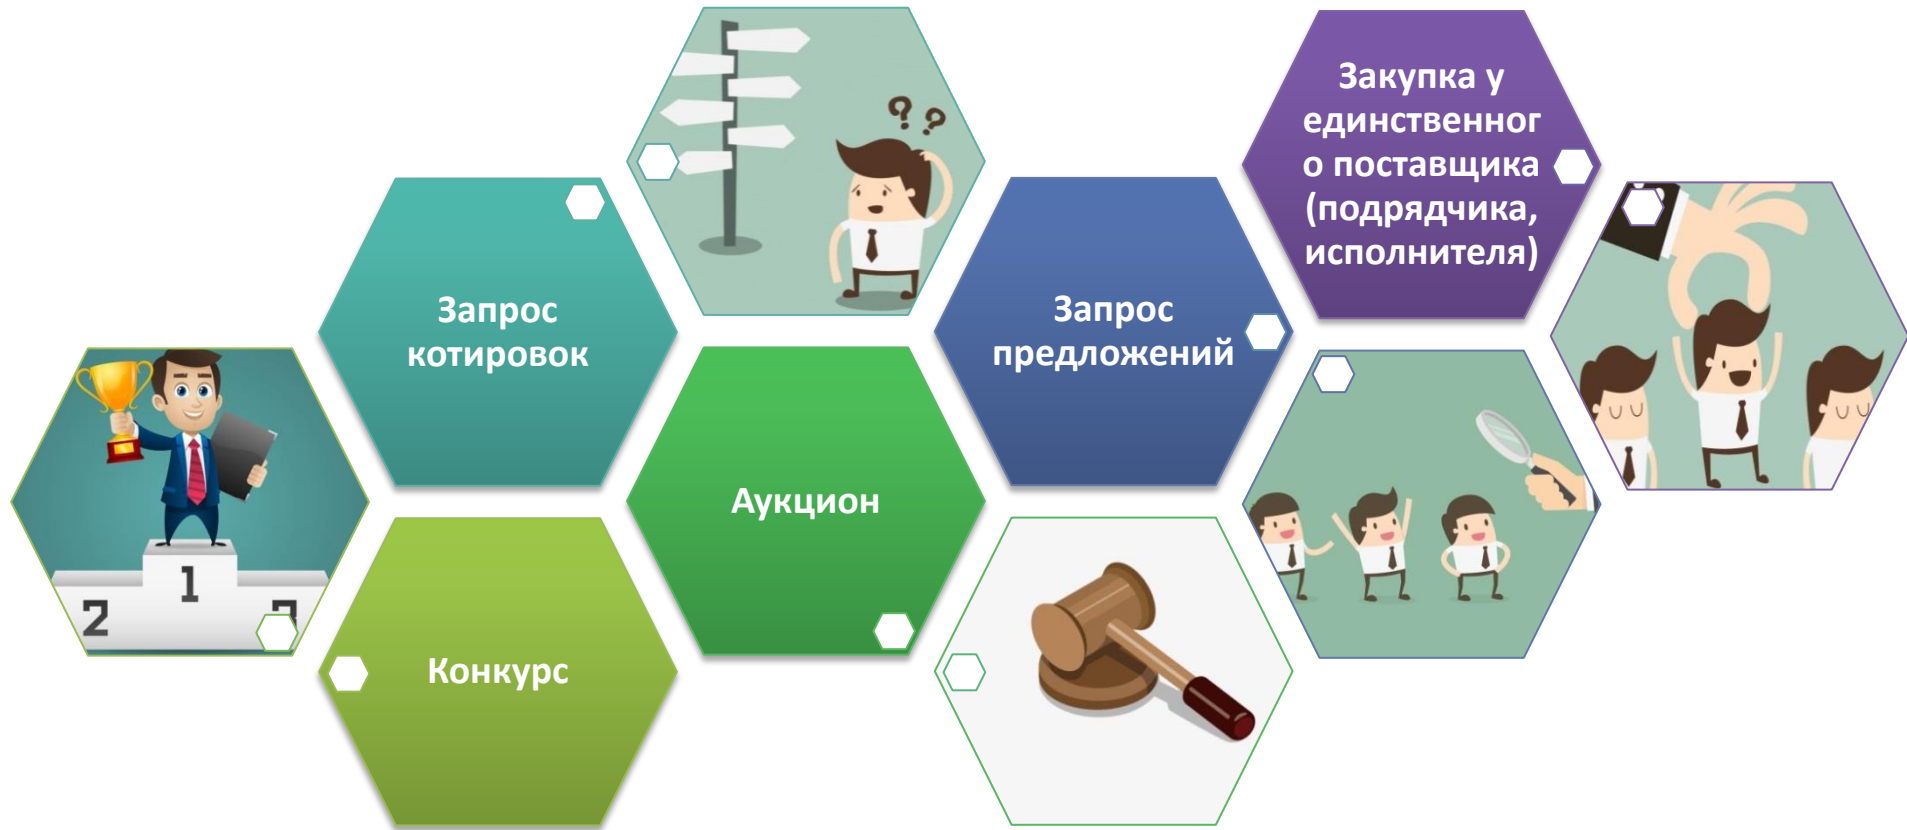 Закупка у
единственног
о поставщика
(подрядчика,
исполнителя)
Запрос
котировок
Запрос
предложений
Аукцион
Конкурс
1
2